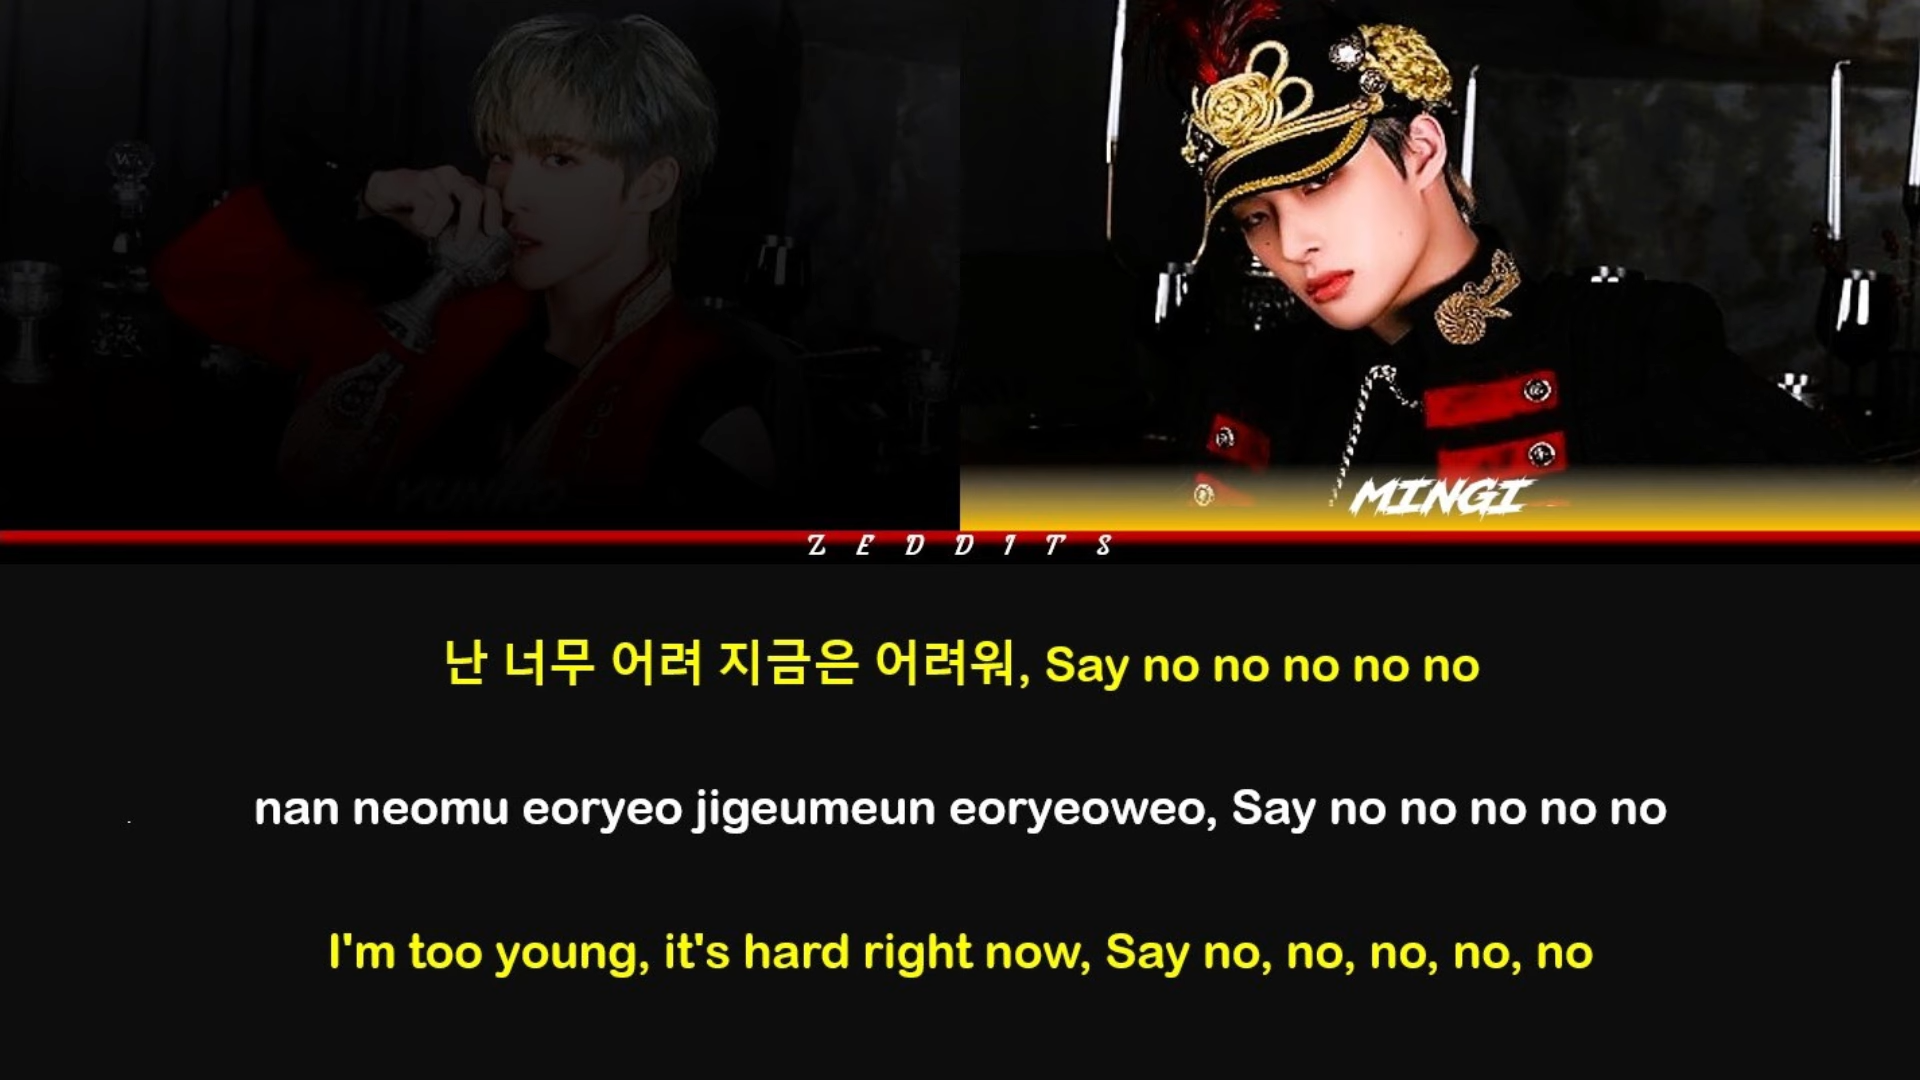 YUNHO
MINGI
ZEDDITS
난 너무 어려 지금은 어려워, Say no no no no no
nan neomu eoryeo jigeumeun eoryeoweo, Say no no no no no
I'm too young, it's hard right now, Say no, no, no, no, no